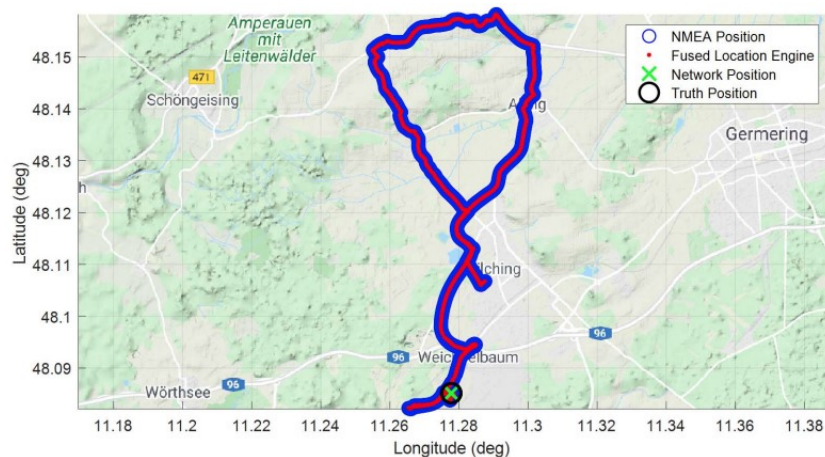 Amperauen
mit
Leitenwälder
471
Schöngeising
Germering
96
96
96
Wörthsee
NMEA Position
Fused Location Engine
Network Position
Truth Position
48.15
48.14
48.13
48.12
48.11
48.1
48.09
Latitude (deg)
11.18
11.2
11.22
11.24
11.26
11.28
11.3
11.32
11.34
11.36
11.38
Longitude (deg)